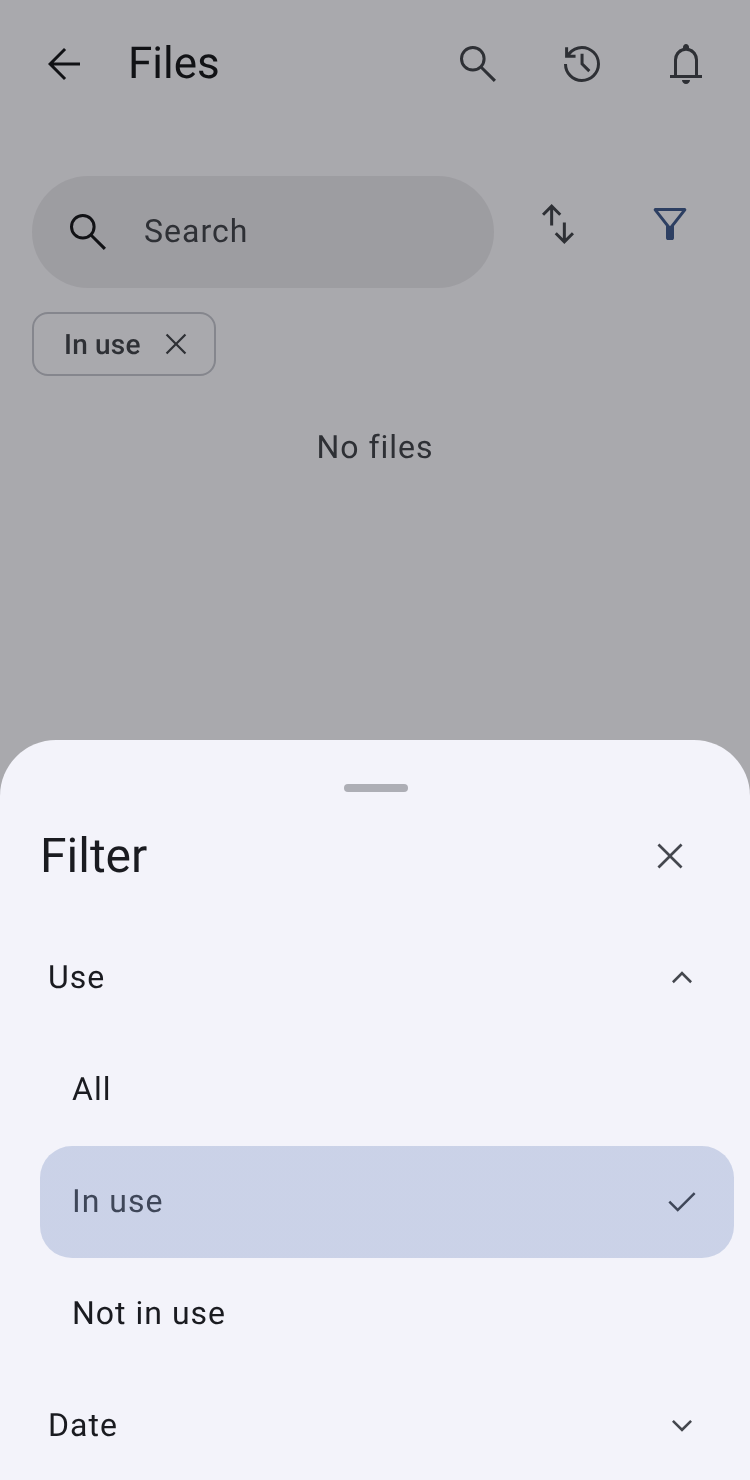 Files
Search
In use
No files
Filter
Use
All
In use
Not in use
Date